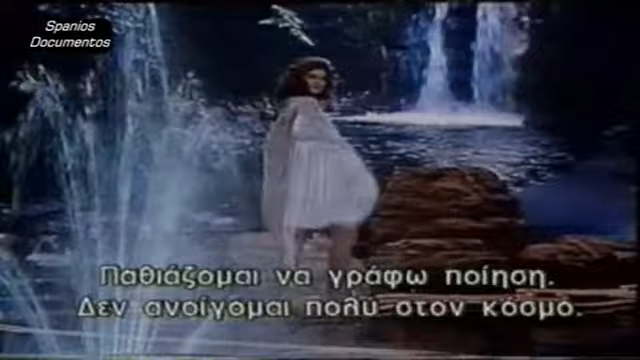 Spanios
Documentos
Παθιάζομαι να γράφω ποίηση.
Δεν ανοίγομαι πολύ στον κόσμο.